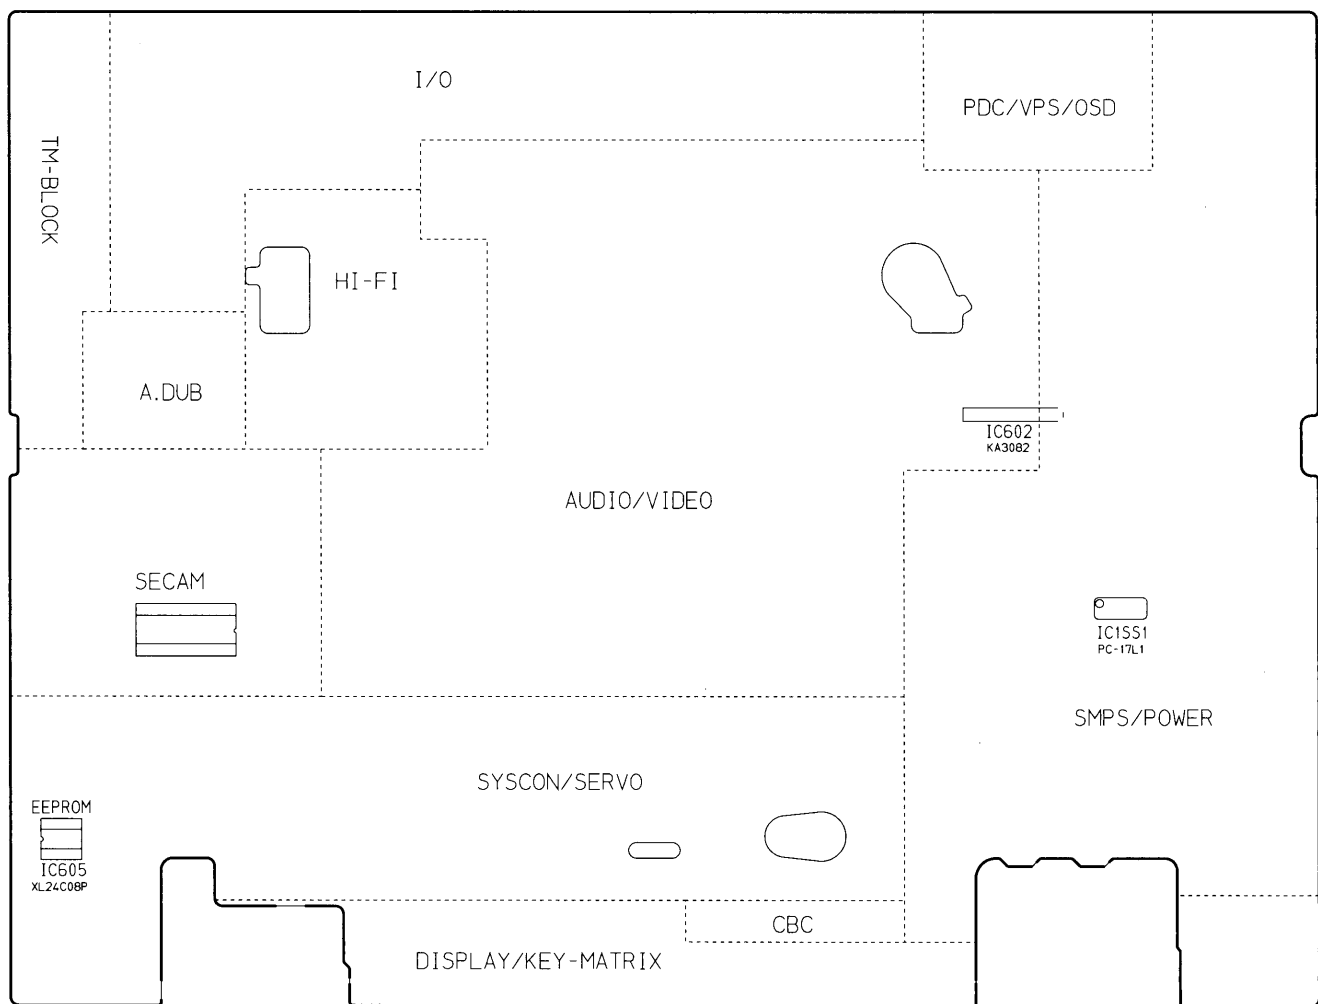 I/O
PDC/VPS/OSD
TM-BLOCK
HI-FI
A.DUB
IC602
KA3082
AUDIO/VIDEO
SECAM
IC1SS1
PC-17L1
SMPS/POWER
SYSCON/SERVO
EEPROM
IC605
XL24C08P
CBC
DISPLAY/KEY-MATRIX